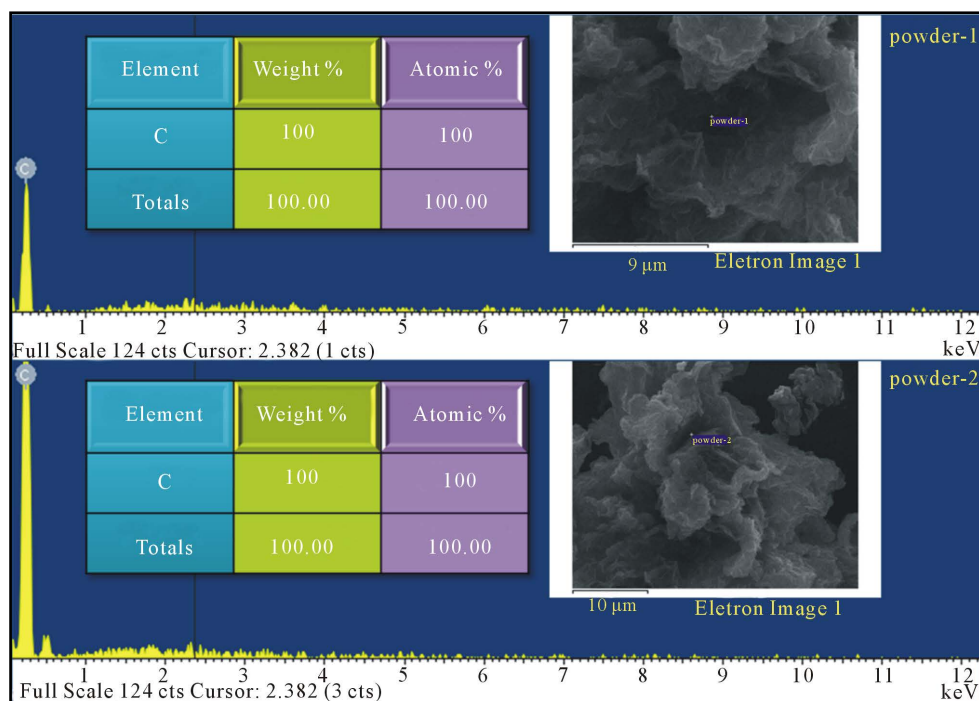 powder-1
Element Weight % Atomic %
C 100 100
Totals 100.00 100.00
powder-1
9 μm
Eletron Image 1
C
1 2 3 4 5 6 7 8 9 10 11 12
Full Scale 124 cts Cursor: 2.382 (1 cts) keV
powder-2
Element Weight % Atomic %
C 100 100
Totals 100.00 100.00
powder-2
10 μm
Eletron Image 1
C
1 2 3 4 5 6 7 8 9 10 11 12
Full Scale 124 cts Cursor: 2.382 (3 cts) keV